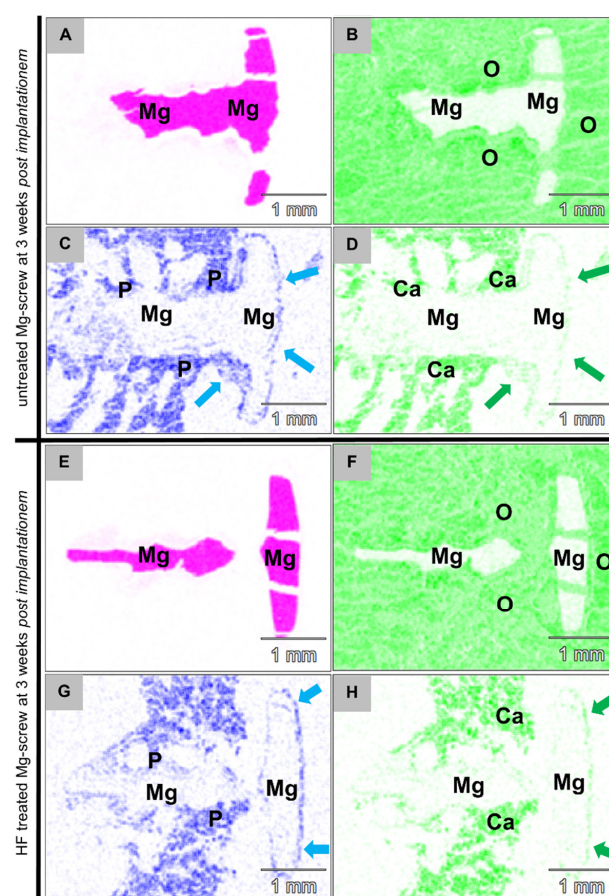 untreated Mg-screw at 3 weeks post implantationem
A
Mg
Mg
1 mm
B
O
Mg
Mg
O
O
1 mm
C
P
P
Mg
Mg
P
1 mm
D
Ca
Ca
Mg
Mg
Ca
1 mm
HF treated Mg-screw at 3 weeks post implantationem
E
Mg
Mg
1 mm
F
O
Mg
Mg
O
O
1 mm
G
P
Mg
Mg
P
1 mm
H
Ca
Mg
Mg
Ca
1 mm